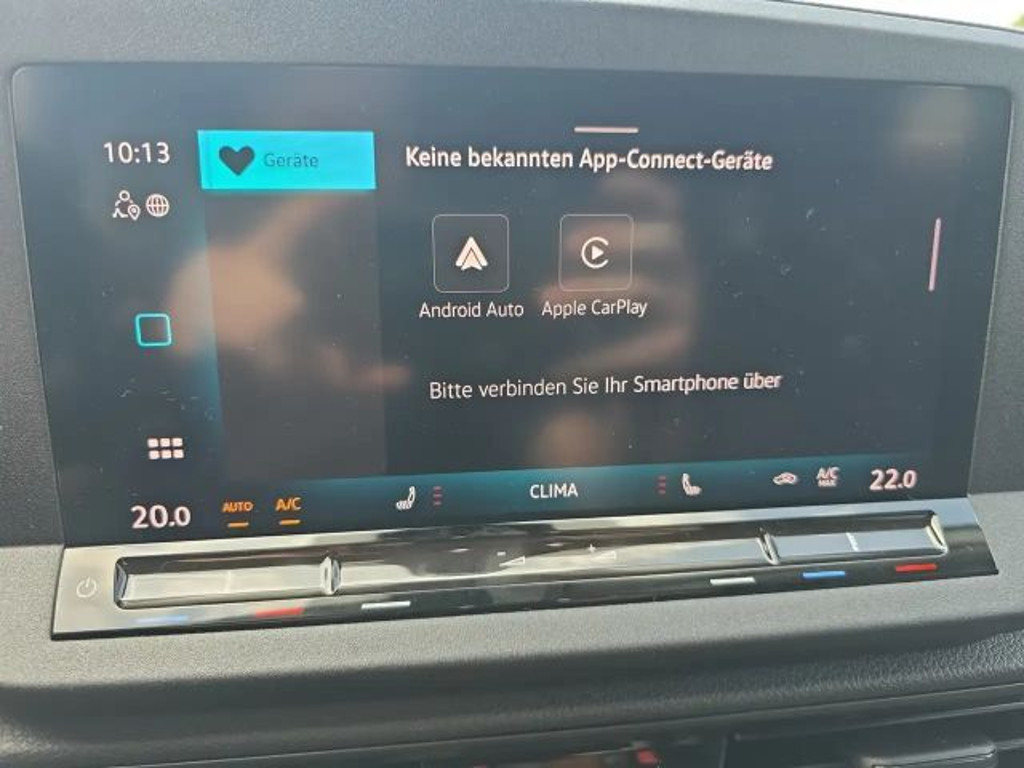 10:13
Geräte
Keine bekannten App-Connect-Geräte
Android Auto
Apple CarPlay
Bitte verbinden Sie Ihr Smartphone über
20.0
AUTO
A/C
CLIMA
A/C
MAX
22.0